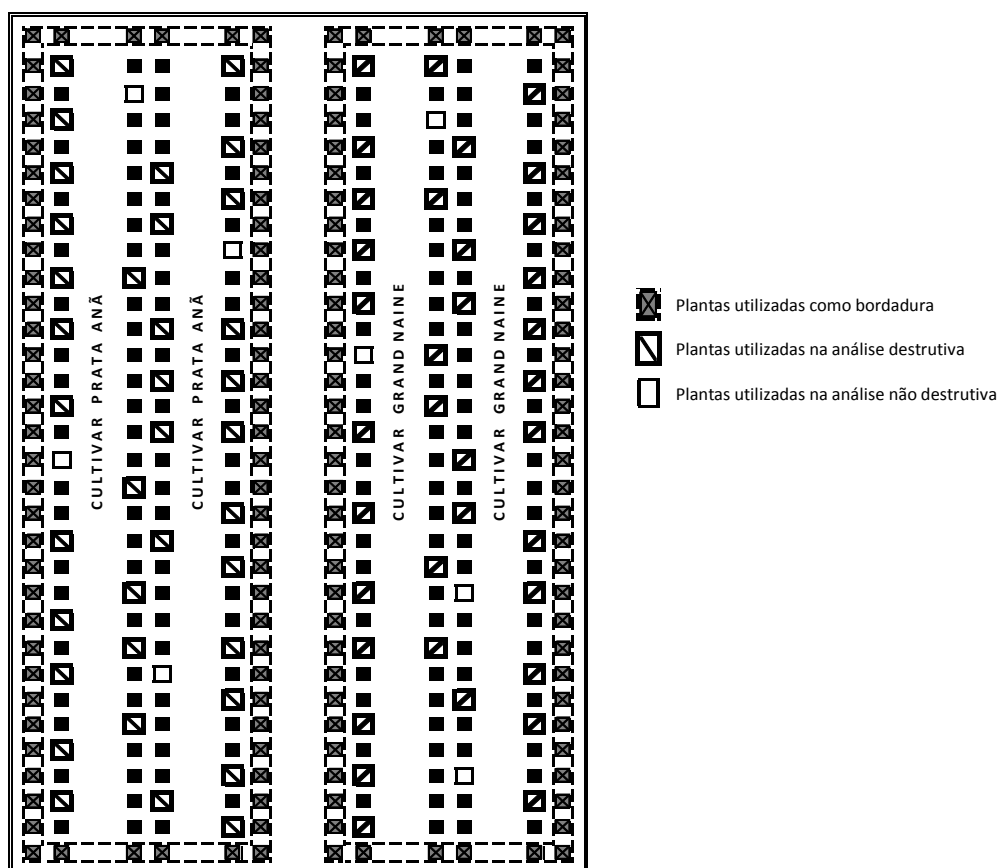 CULTIVAR PRATA ANÃ
CULTIVAR PRATA ANÃ
CULTIVAR GRAND NAINE
CULTIVAR GRAND NAINE
Plantas utilizadas como bordadura
Plantas utilizadas na análise destrutiva
Plantas utilizadas na análise não destrutiva